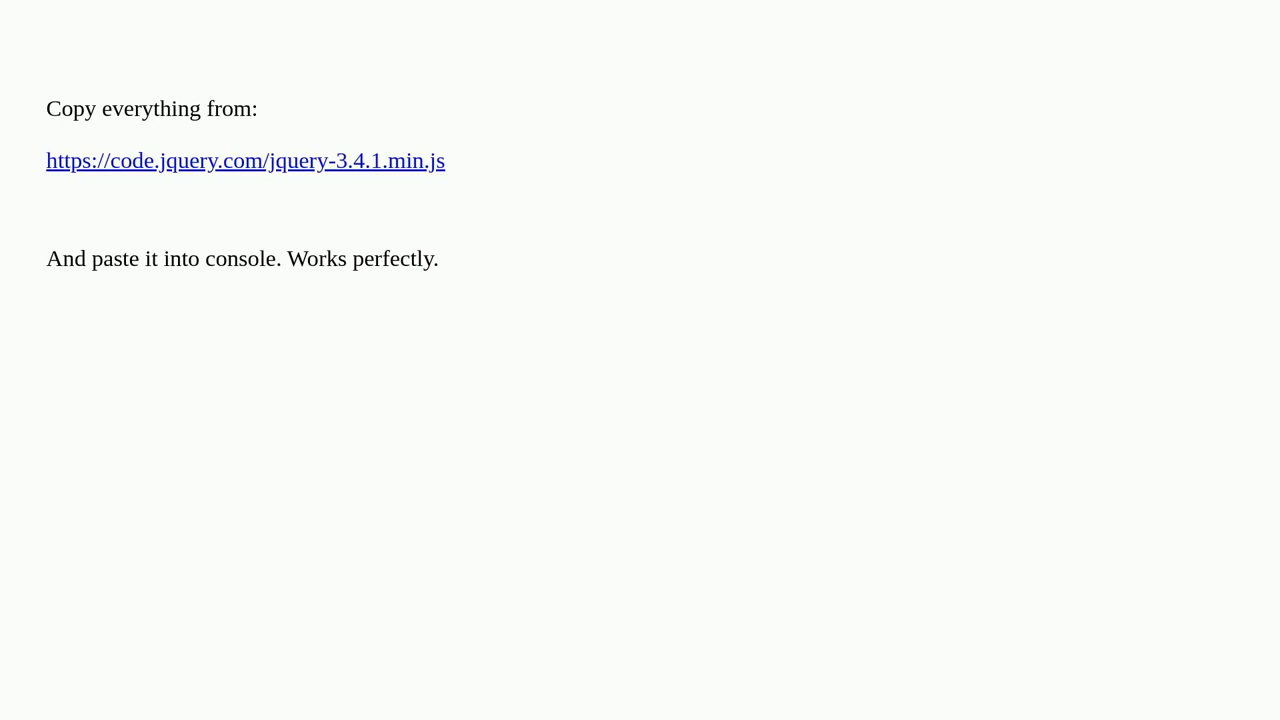 Copy everything from:
https://code.jquery.com/jquery-3.4.1.min.js
And paste it into console. Works perfectly.